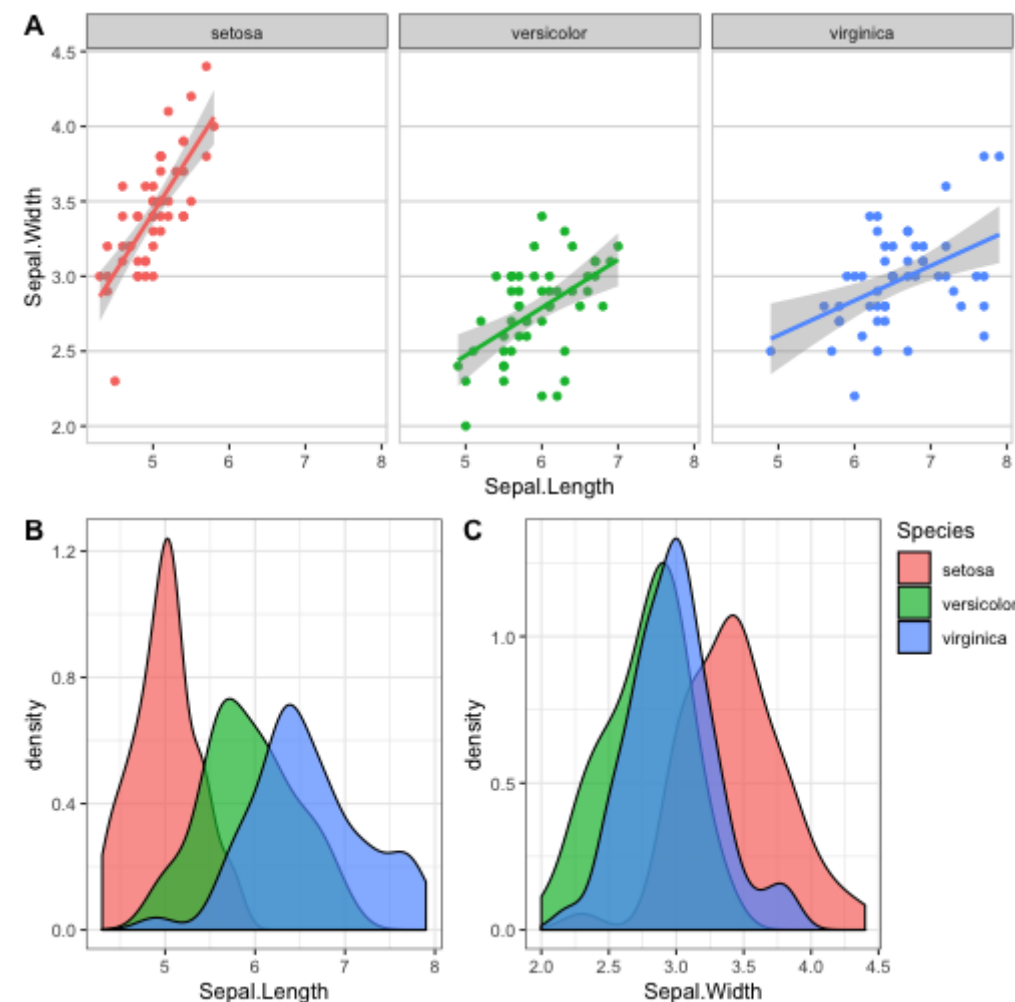 A
setosa
versicolor
virginica
Sepal.Width
4.5
4.0
3.5
3.0
2.5
2.0
5 6 7 8
5 6 7 8
5 6 7 8
Sepal.Length
B
density
1.2
0.8
0.4
0.0
5 6 7 8
Sepal.Length
C
density
1.0
0.5
0.0
2.0 2.5 3.0 3.5 4.0 4.5
Sepal.Width
Species
setosa
versicolor
virginica